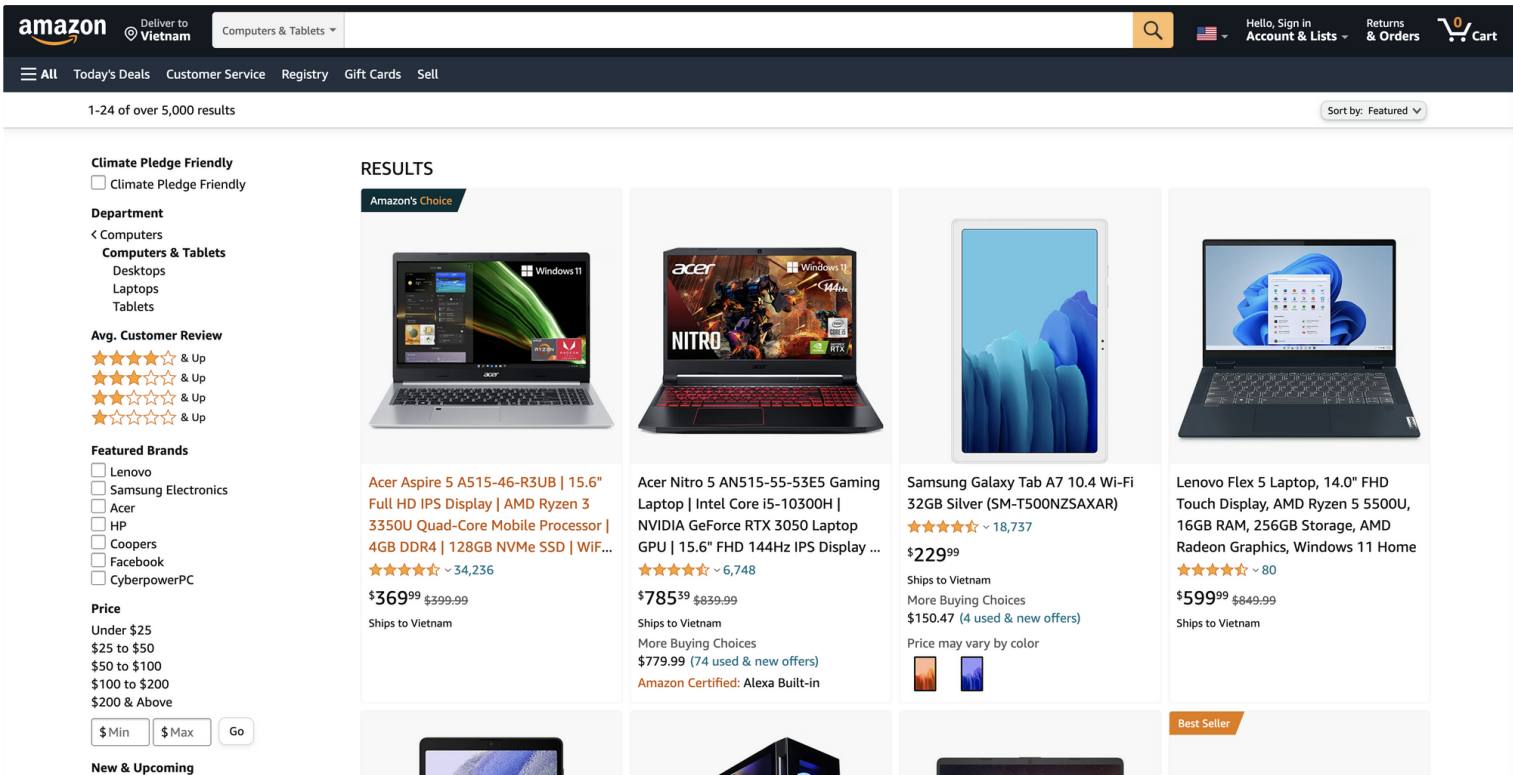 amazon
Deliver to
Vietnam
Computers & Tablets
Hello, Sign in
Account & Lists
Returns
& Orders
0
Cart
All
Today's Deals
Customer Service
Registry
Gift Cards
Sell
1-24 of over 5,000 results
Sort by: Featured
Climate Pledge Friendly
Climate Pledge Friendly
Department
Computers
Computers & Tablets
Desktops
Laptops
Tablets
Avg. Customer Review
& Up
& Up
& Up
& Up
Featured Brands
Lenovo
Samsung Electronics
Acer
HP
Coopers
Facebook
CyberpowerPC
Price
Under $25
$25 to $50
$50 to $100
$100 to $200
$200 & Above
$ Min
$ Max
Go
New & Upcoming
RESULTS
Amazon's Choice
Windows 11
RYZEN
RADEON
acer
Acer Aspire 5 A515-46-R3UB | 15.6"
Full HD IPS Display | AMD Ryzen 3
3350U Quad-Core Mobile Processor |
4GB DDR4 | 128GB NVMe SSD | WiF...
34,236
$369.99 $399.99
Ships to Vietnam
acer
Windows 11
144Hz
NITRO
CORE i5
RTX
Acer Nitro 5 AN515-55-53E5 Gaming
Laptop | Intel Core i5-10300H |
NVIDIA GeForce RTX 3050 Laptop
GPU | 15.6" FHD 144Hz IPS Display ...
6,748
$785.39 $839.99
Ships to Vietnam
More Buying Choices
$779.99 (74 used & new offers)
Amazon Certified: Alexa Built-in
Samsung Galaxy Tab A7 10.4 Wi-Fi
32GB Silver (SM-T500NZSAXAR)
18,737
$229.99
Ships to Vietnam
More Buying Choices
$150.47 (4 used & new offers)
Price may vary by color
Lenovo Flex 5 Laptop, 14.0" FHD
Touch Display, AMD Ryzen 5 5500U,
16GB RAM, 256GB Storage, AMD
Radeon Graphics, Windows 11 Home
80
$599.99 $849.99
Ships to Vietnam
Best Seller